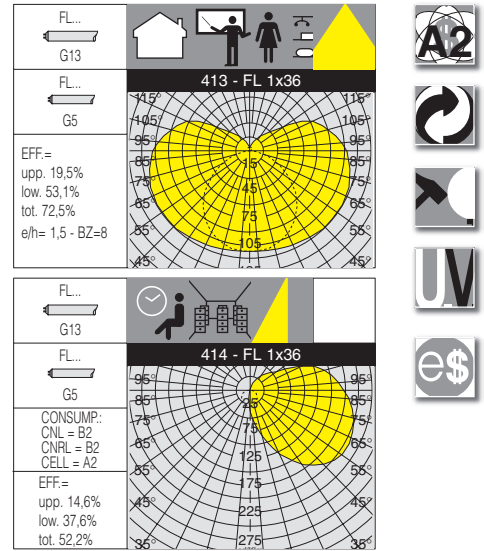 FL...
G13
FL...
G5
EFF.=
upp. 19,5%
low. 53,1%
tot. 72,5%
e/h= 1,5 - BZ=8
413 - FL 1x36
115° 115°
105° 105°
95° 95°
85° 85°
75° 75°
65° 65°
55° 55°
45° 45°
15
45
75
105
A2
UV
e$
FL...
G13
FL...
G5
CONSUMP.:
CNL = B2
CNRL = B2
CELL = A2
EFF.=
upp. 14,6%
low. 37,6%
tot. 52,2%
414 - FL 1x36
95° 95°
85° 85°
75° 75°
65° 65°
55° 55°
45° 45°
35° 35°
25
75
125
225
275